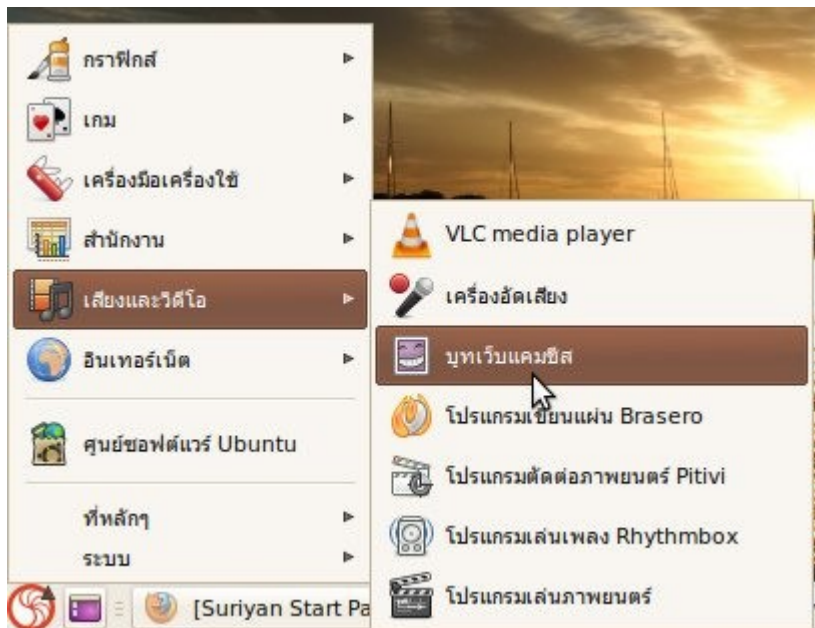 กราฟิกส์
เกม
เครื่องมือเครื่องใช้
สำนักงาน
เสียงและวิดีโอ
อินเทอร์เน็ต
ศูนย์ซอฟต์แวร์ Ubuntu
ที่หลักๆ
ระบบ
VLC media player
เครื่องอัดเสียง
บูทเว็บแคมชีส
โปรแกรมเขียนแผ่น Brasero
โปรแกรมตัดต่อภาพยนตร์ Pitivi
โปรแกรมเล่นเพลง Rhythmbox
โปรแกรมเล่นภาพยนตร์
[Suriyan Start Pa